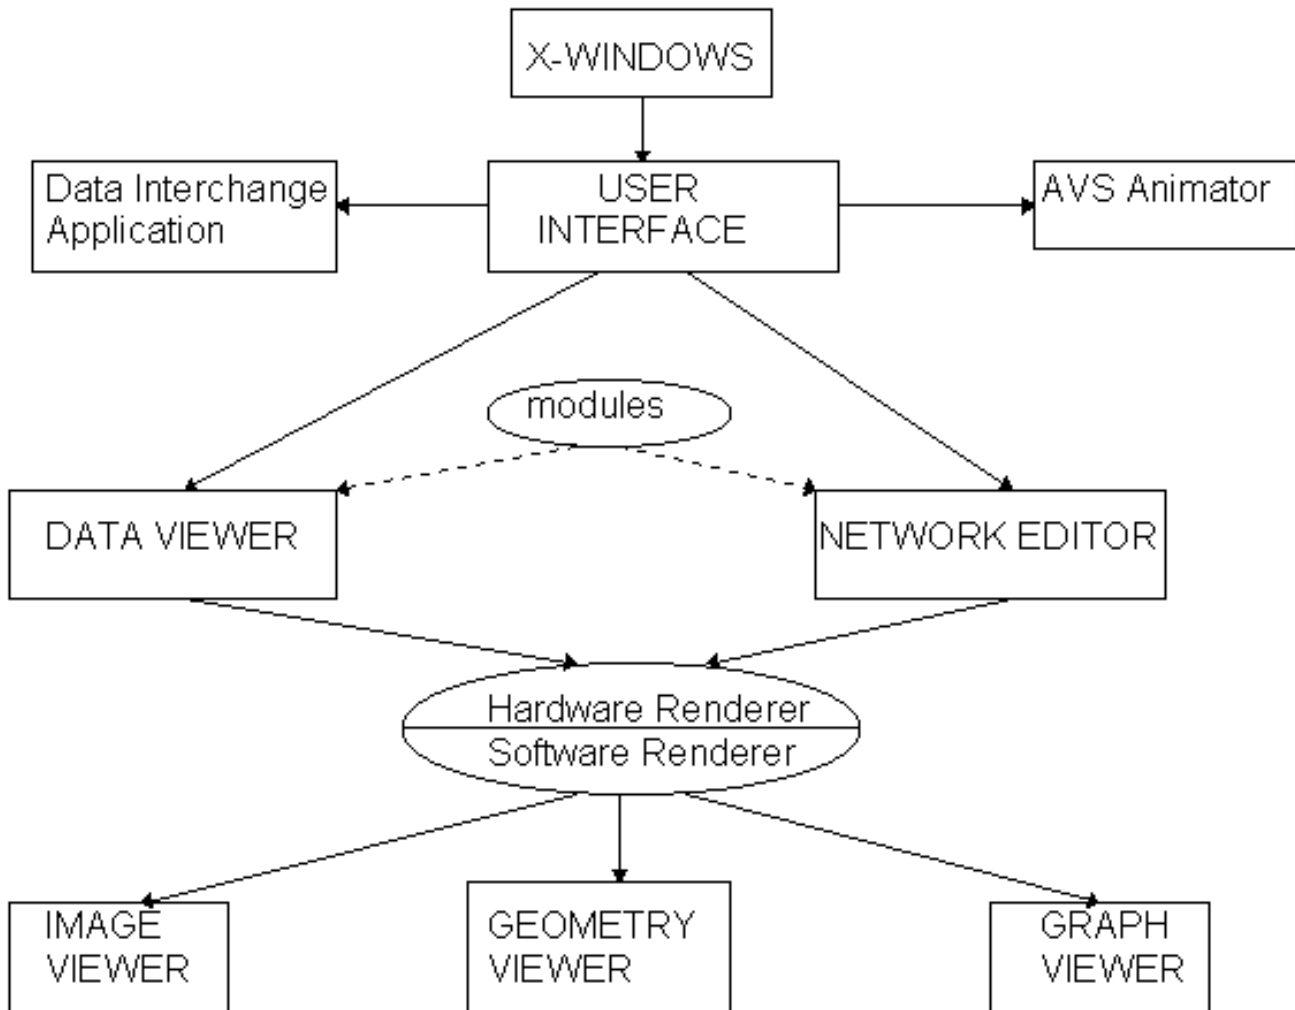 X-WINDOWS
Data Interchange
Application
USER
INTERFACE
AVS Animator
modules
DATA VIEWER
NETWORK EDITOR
Hardware Renderer
Software Renderer
IMAGE
VIEWER
GEOMETRY
VIEWER
GRAPH
VIEWER